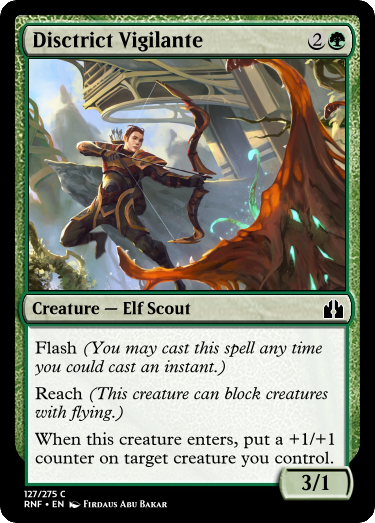 Disctrict Vigilante 2
Creature — Elf Scout
Flash (You may cast this spell any time
you could cast an instant.)
Reach (This creature can block creatures
with flying.)
When this creature enters, put a +1/+1
counter on target creature you control.
3/1
127/275 C
RNF • EN Firdaus Abu Bakar